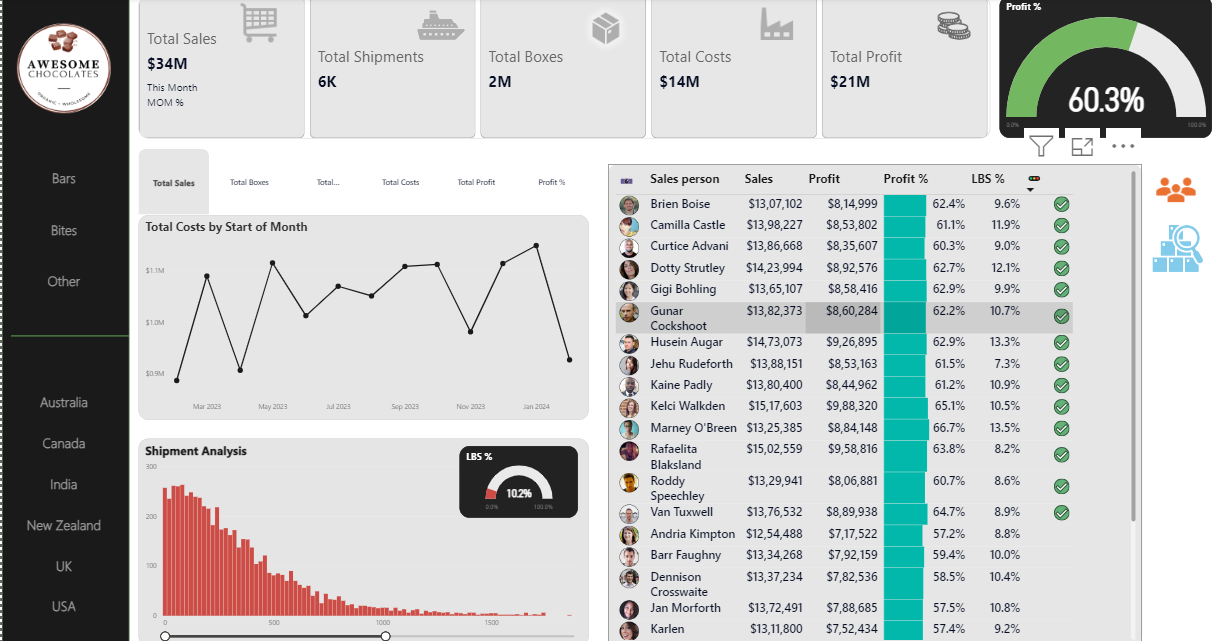 AWESOME
CHOCOLATES
ORGANIC - WHOLESOME
Bars
Bites
Other
Australia
Canada
India
New Zealand
UK
USA
Total Sales
$34M
This Month
MOM %
Total Shipments
6K
Total Boxes
2M
Total Costs
$14M
Total Profit
$21M
Profit %
60.3%
0.0% 100.0%
Total Sales Total Boxes Total... Total Costs Total Profit Profit %
Total Costs by Start of Month
$1.1M
$1.0M
$0.9M
Mar 2023 May 2023 Jul 2023 Sep 2023 Nov 2023 Jan 2024
Shipment Analysis
300
200
100
0
0 500 1000 1500
LBS %
10.2%
0.0% 100.0%
Sales person Sales Profit Profit % LBS %
Brien Boise $13,07,102 $8,14,999 62.4% 9.6%
Camilla Castle $13,98,227 $8,53,802 61.1% 11.9%
Curtice Advani $13,86,668 $8,35,607 60.3% 9.0%
Dotty Strutley $14,23,994 $8,92,576 62.7% 12.1%
Gigi Bohling $13,65,107 $8,58,416 62.9% 9.9%
Gunar $13,82,373 $8,60,284 62.2% 10.7%
Cockshoot
Husein Augar $14,73,073 $9,26,895 62.9% 13.3%
Jehu Rudeforth $13,88,151 $8,53,163 61.5% 7.3%
Kaine Padly $13,80,400 $8,44,962 61.2% 10.9%
Kelci Walkden $15,17,603 $9,88,320 65.1% 10.5%
Marney O'Breen $13,25,385 $8,84,148 66.7% 13.5%
Rafaelita $15,02,559 $9,58,816 63.8% 8.2%
Blaksland
Roddy $13,29,941 $8,06,881 60.7% 8.6%
Speechley
Van Tuxwell $13,76,532 $8,89,938 64.7% 8.9%
Andria Kimpton $12,54,488 $7,17,522 57.2% 8.8%
Barr Faughny $13,34,268 $7,92,159 59.4% 10.0%
Dennison $13,37,234 $7,82,536 58.5% 10.4%
Crosswaite
Jan Morforth $13,72,491 $7,88,685 57.5% 10.8%
Karlen $13,11,800 $7,52,434 57.4% 9.2%